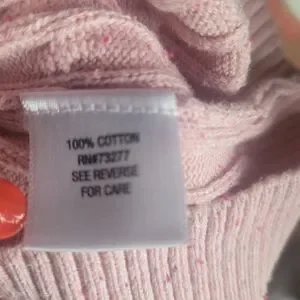 100% COTTON
RN#73277
SEE REVERSE
FOR CARE